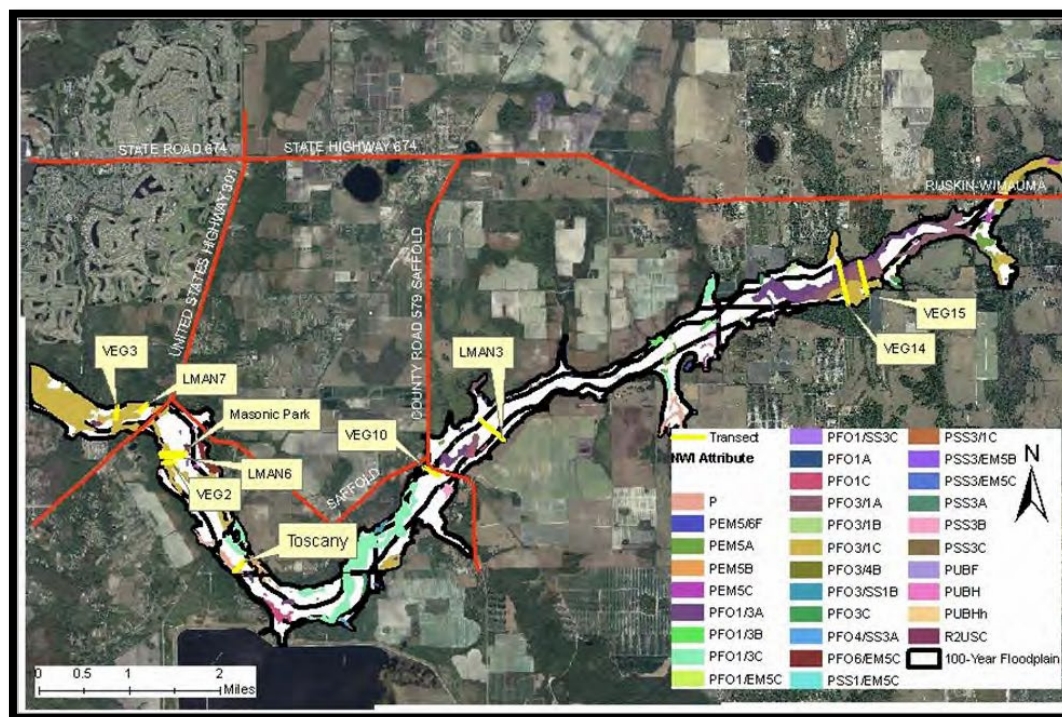 STATE ROAD 674
STATE HIGHWAY 674
RUSKIN-WIMAUMA
UNITED STATES HIGHWAY 301
COUNTY ROAD 579 SAFFOLD
SAFFOLD
VEG15
VEG14
VEG3
LMAN7
LMAN3
Masonic Park
VEG10
LMAN6
VEG2
Toscany
0 0.5 1 2
Miles
N
Transect
NWI Attribute
P
PEM5/6F
PEM5A
PEM5B
PEM5C
PFO1/3A
PFO1/3B
PFO1/3C
PFO1/EM5C
PFO1/SS3C
PFO1A
PFO1C
PFO3/1A
PFO3/1B
PFO3/1C
PFO3/4B
PFO3/SS1B
PFO3C
PFO4/SS3A
PFO6/EM5C
PSS1/EM5C
PSS3/1C
PSS3/EM5B
PSS3/EM5C
PSS3A
PSS3B
PSS3C
PUBF
PUBH
PUBHh
R2USC
100-Year Floodplain